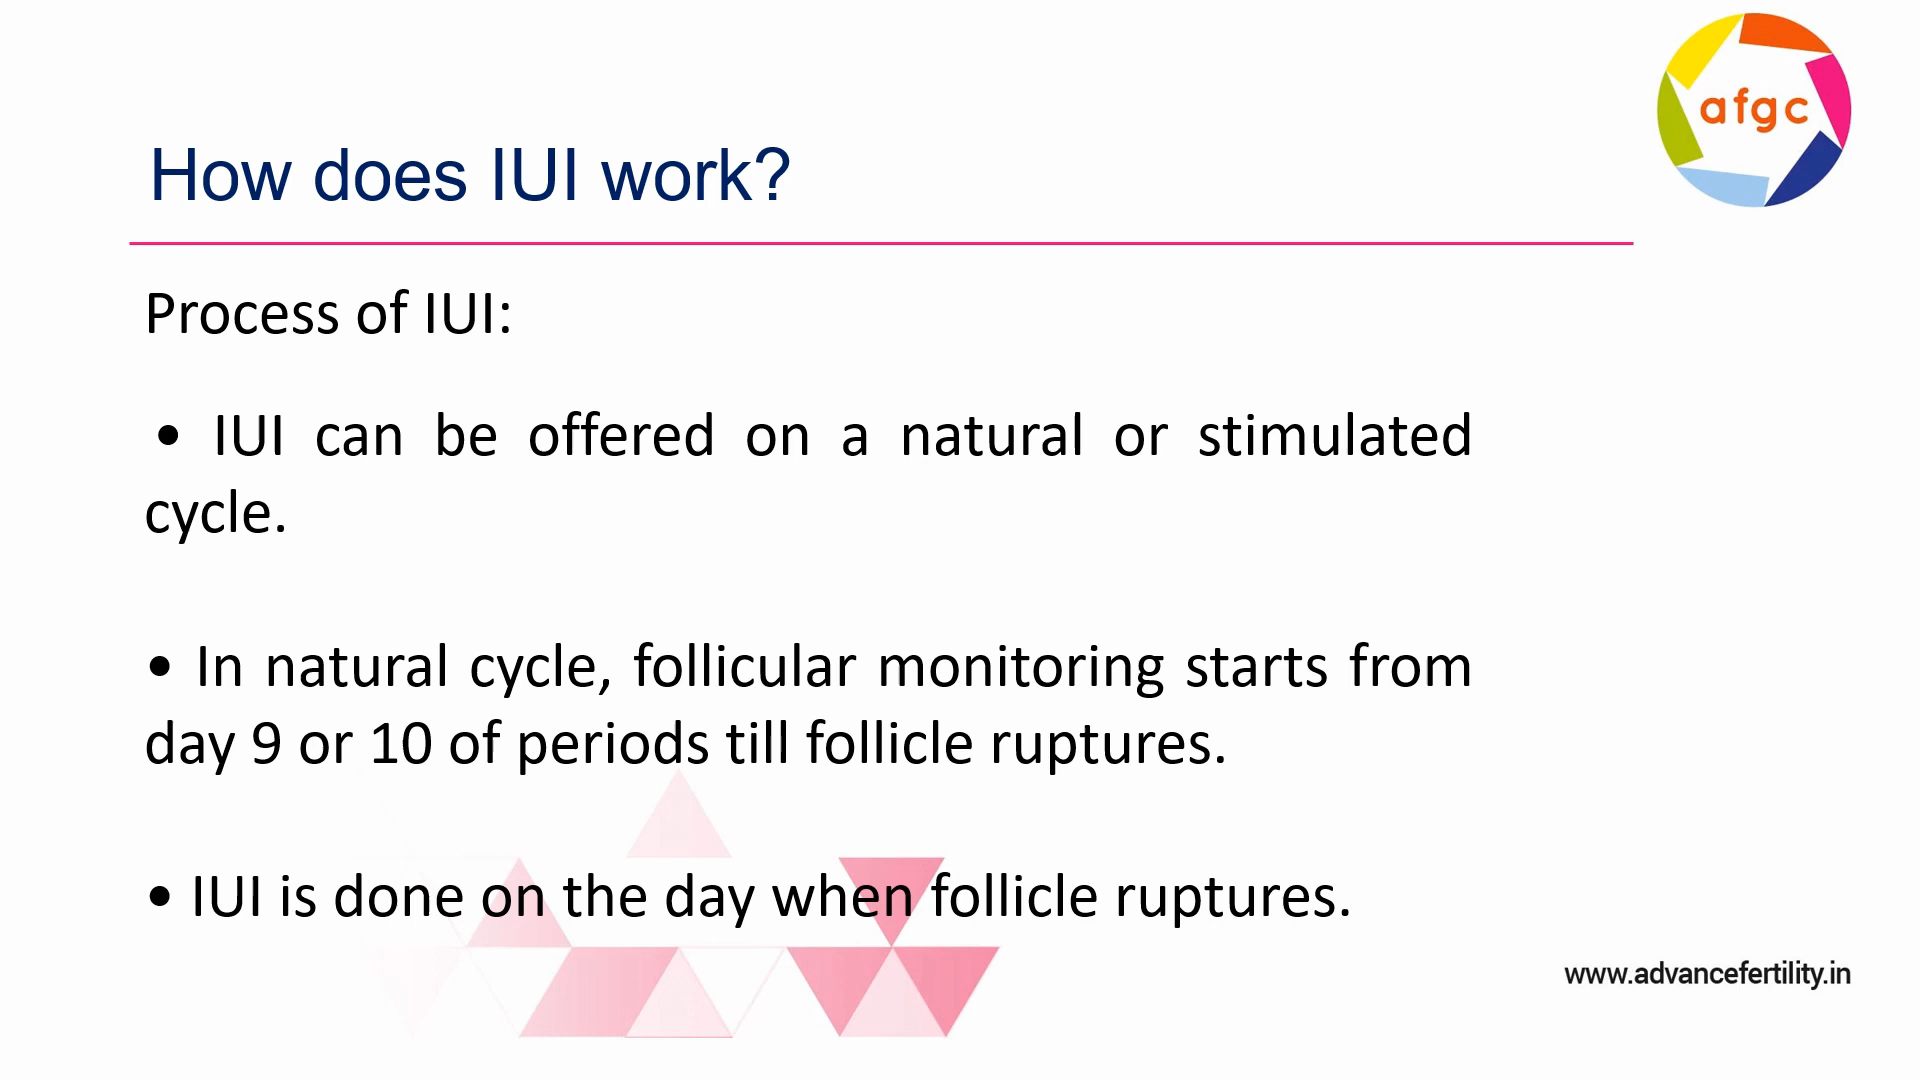 afgc
How does IUI work?
Process of IUI:
• IUI can be offered on a natural or stimulated
cycle.
• In natural cycle, follicular monitoring starts from
day 9 or 10 of periods till follicle ruptures.
• IUI is done on the day when follicle ruptures.
www.advancefertility.in